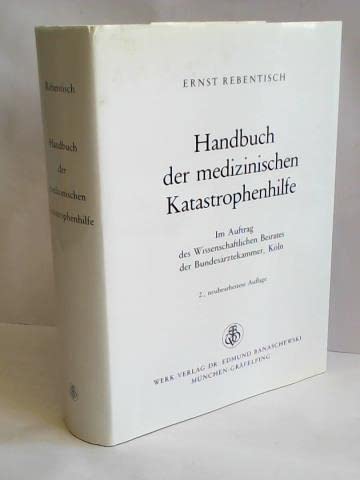 Rebentisch
Handbuch
der
medizinischen
Katastrophenhilfe
ERNST REBENTISCH
Handbuch
der medizinischen
Katastrophenhilfe
Im Auftrag
des Wissenschaftlichen Beirates
der Bundesärztekammer, Köln
2., neubearbeitete Auflage
WERK-VERLAG DR. EDMUND BANASCHEWSKI
MÜNCHEN-GRÄFELFING